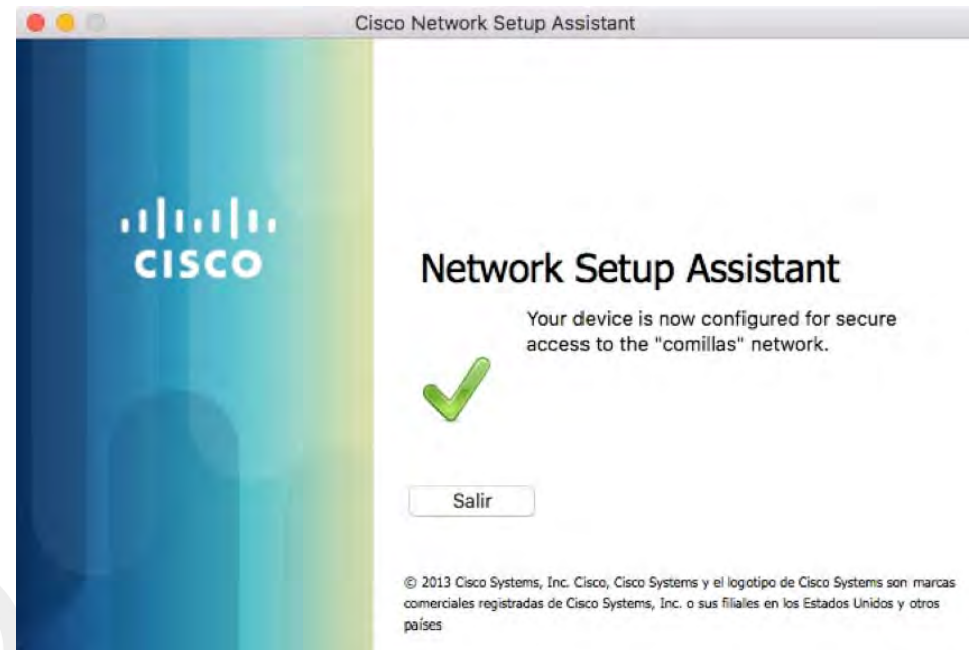 Cisco Network Setup Assistant
CISCO
Network Setup Assistant
Your device is now configured for secure
access to the "comillas" network.
Salir
© 2013 Cisco Systems, Inc. Cisco, Cisco Systems y el logotipo de Cisco Systems son marcas
comerciales registradas de Cisco Systems, Inc. o sus filiales en los Estados Unidos y otros
países